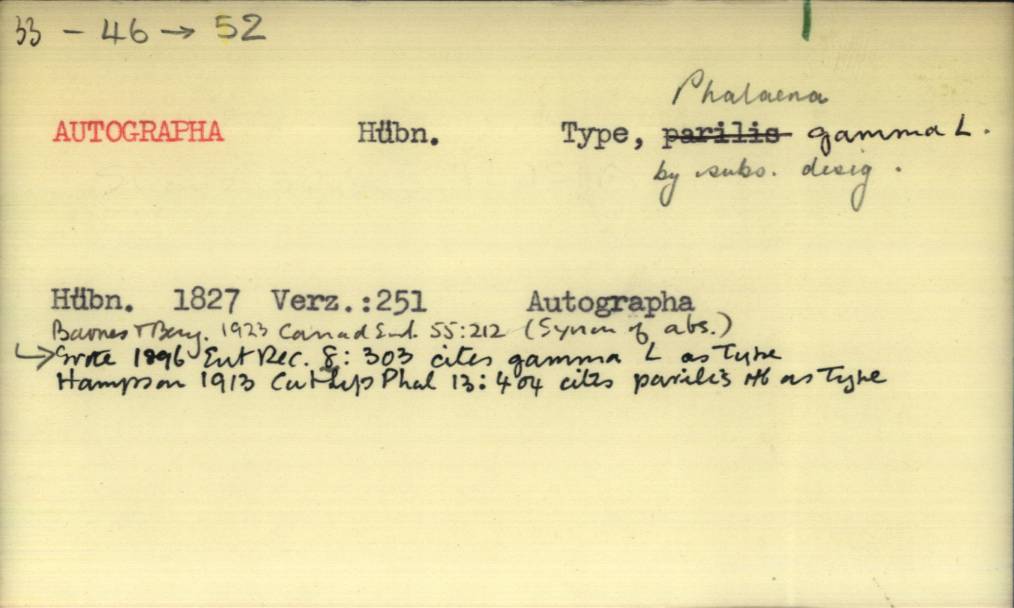 33 - 46 → 52
Phalaena
AUTOGRAPHA Hübn. Type, parilis gamma L.
by subs. desig.
Hübn. 1827 Verz.:251 Autographa
Barnes & Benj. 1923 Canad Ent. 55:212 (Synon of abs.)
→ Grote 1896 Ent Rec. 8: 303 cites gamma L as Type
Hampson 1913 Cat Lep Phal 13: 404 cites parilis Hb as Type